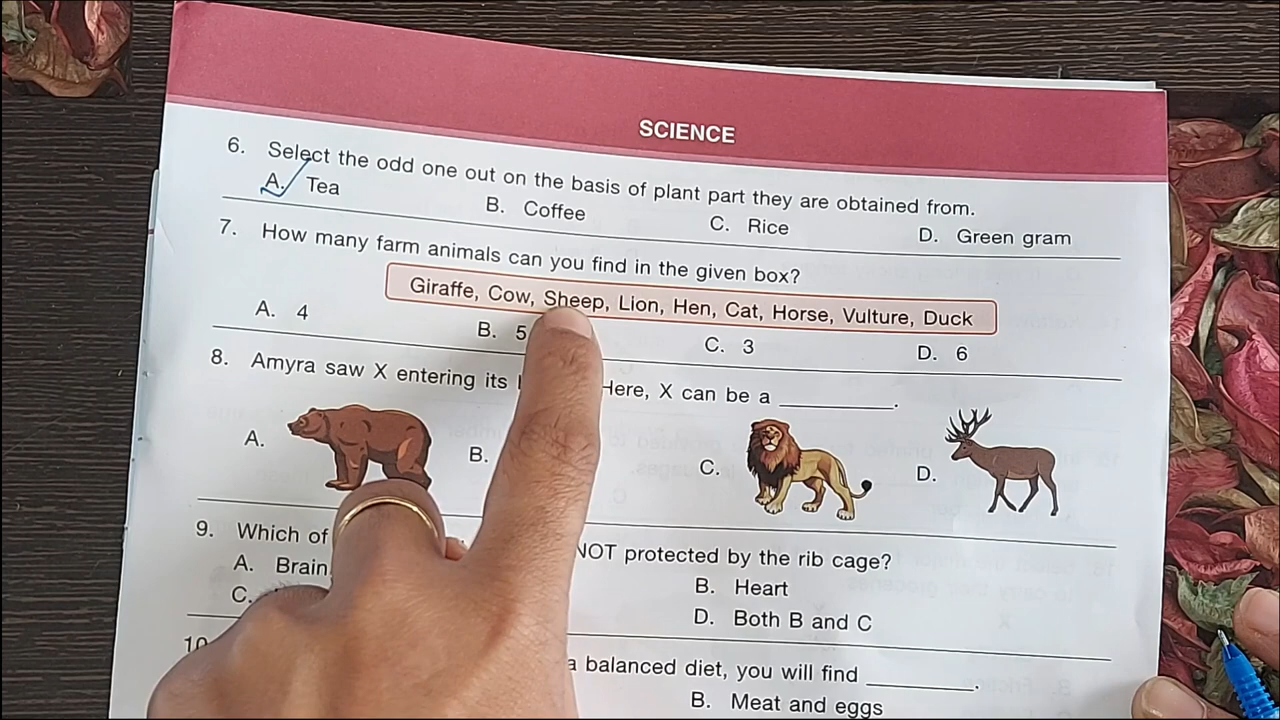 SCIENCE
6. Select the odd one out on the basis of plant part they are obtained from.
A. Tea B. Coffee C. Rice D. Green gram
7. How many farm animals can you find in the given box?
Giraffe, Cow, Sheep, Lion, Hen, Cat, Horse, Vulture, Duck
A. 4 B. 5 C. 3 D. 6
8. Amyra saw X entering its Here, X can be a ________.
A. B. C. D.
9. Which of NOT protected by the rib cage?
A. Brain B. Heart
C. D. Both B and C
10 a balanced diet, you will find ________.
B. Meat and eggs